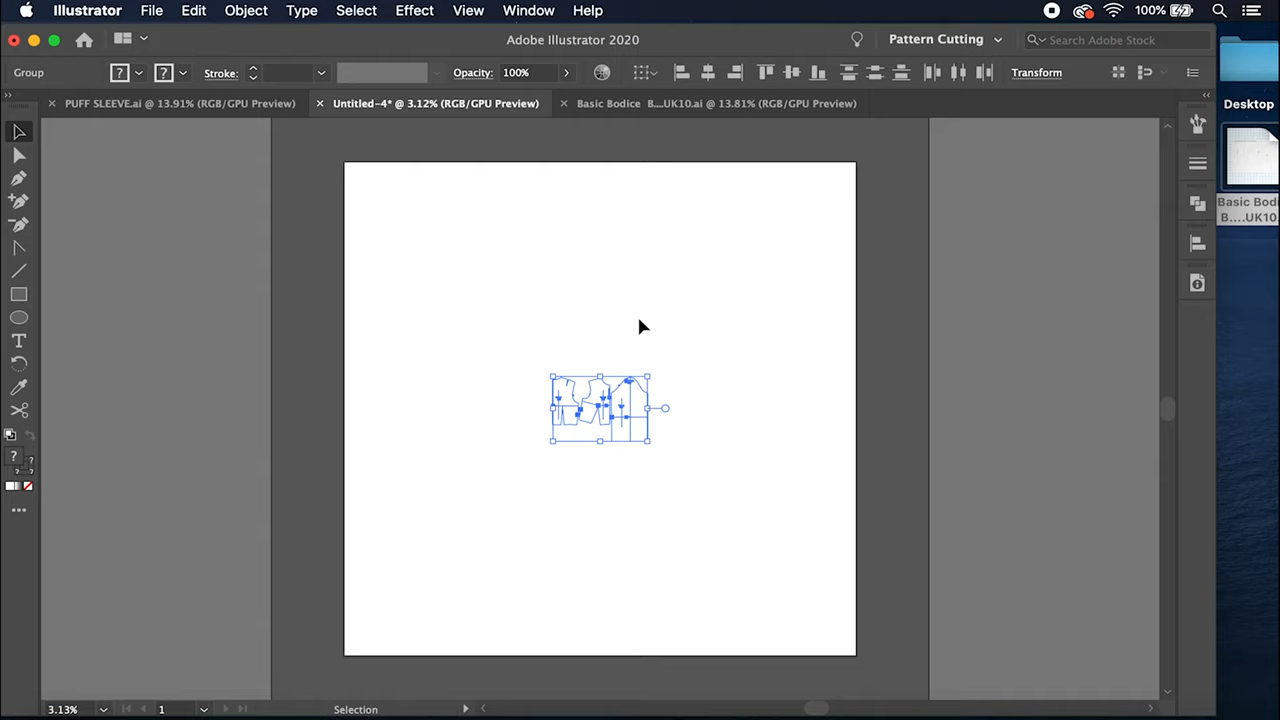 Illustrator File Edit Object Type Select Effect View Window Help 100%
Adobe Illustrator 2020 Pattern Cutting Search Adobe Stock
Group ? ? Stroke: Opacity: 100% Transform
PUFF SLEEVE.ai @ 13.91% (RGB/GPU Preview) Untitled-4* @ 3.12% (RGB/GPU Preview) Basic Bodice B....UK10.ai @ 13.81% (RGB/GPU Preview)
Desktop
Basic Bodi
B....UK10
T
?
3.13% 1 Selection